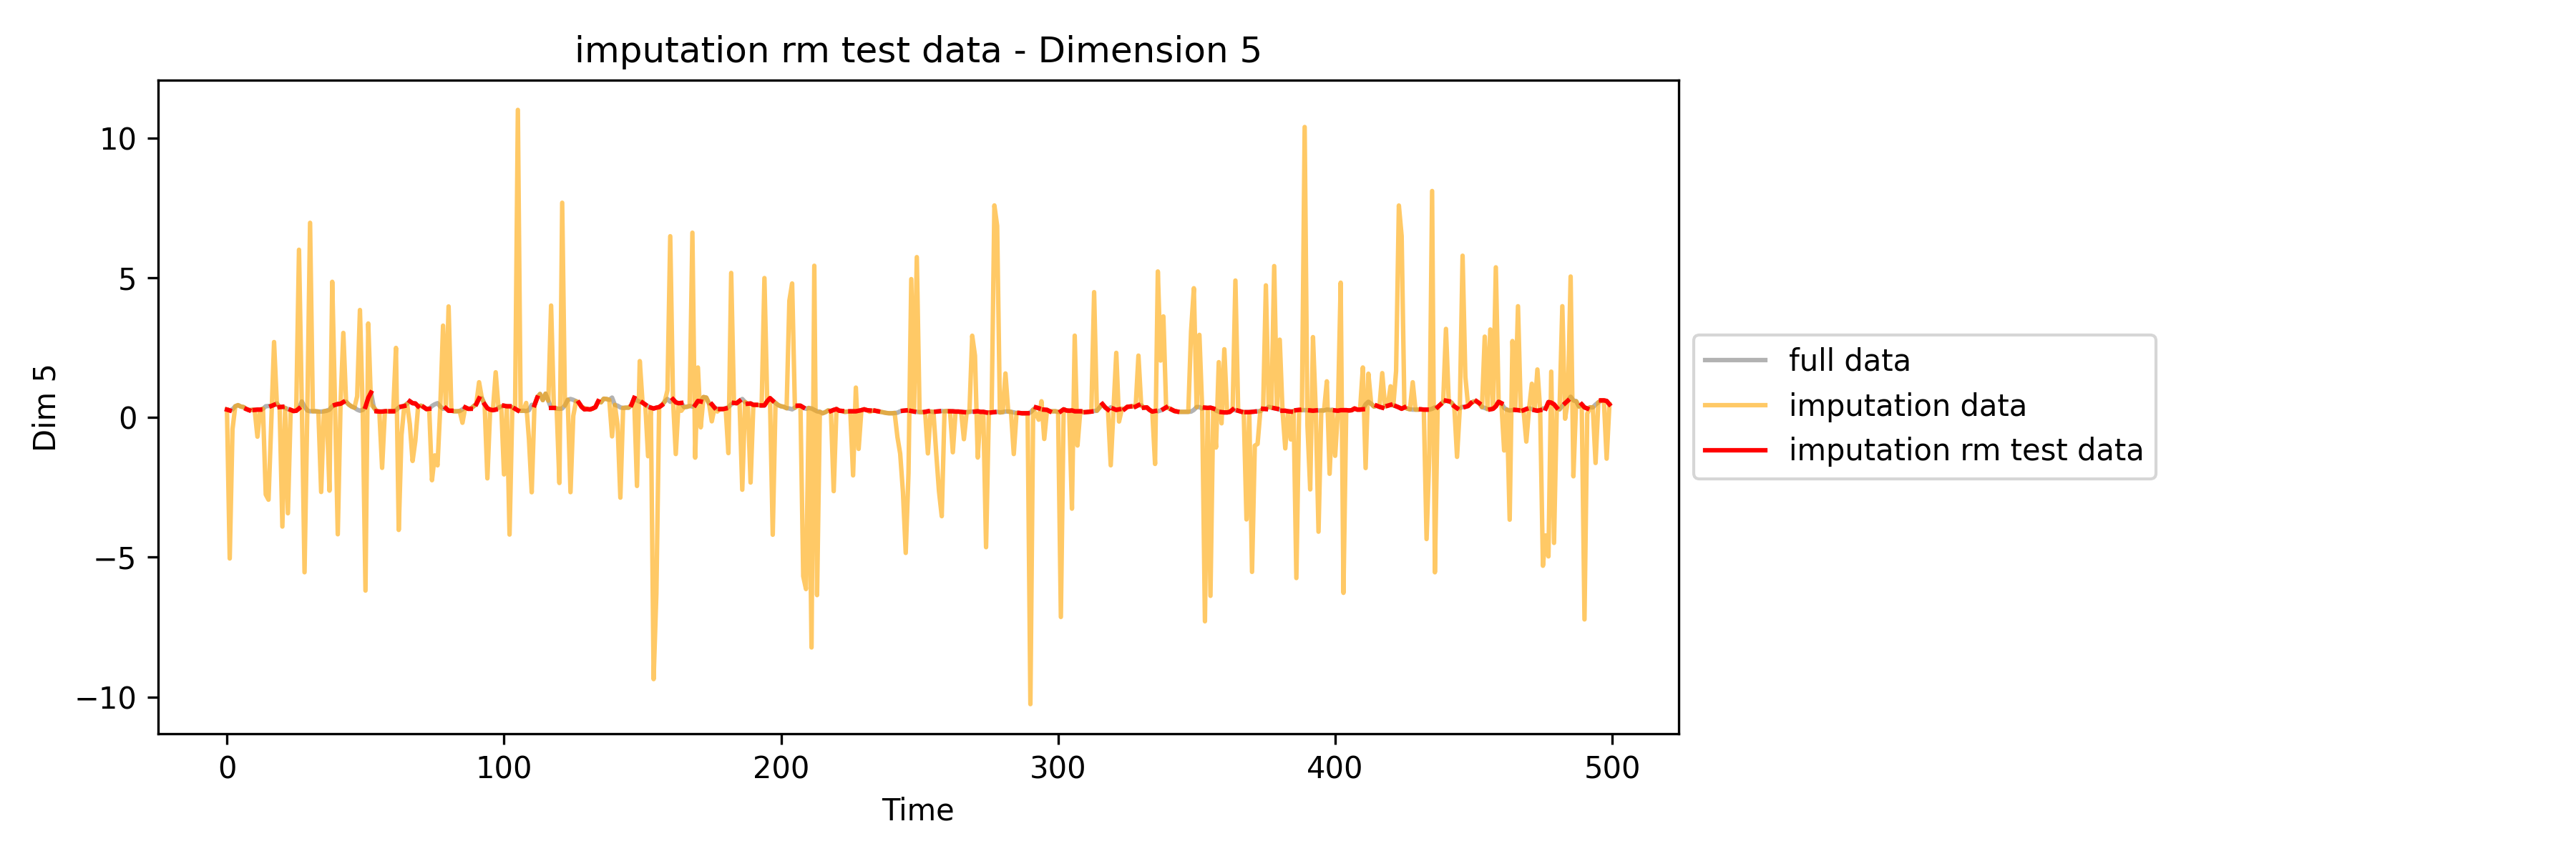 imputation rm test data - Dimension 5
10
5
0
−5
−10
Dim 5
0
100
200
300
400
500
Time
full data
imputation data
imputation rm test data